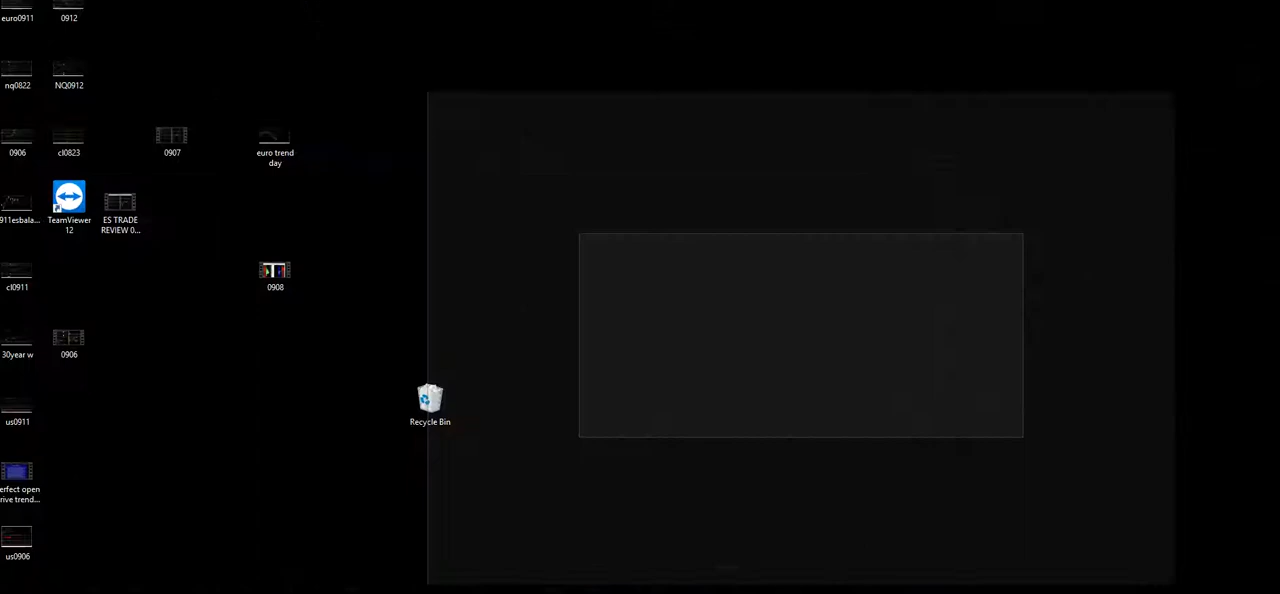 euro0911
0912
nq0822
NQ0912
0906
cl0823
0907
euro trend
day
911esbala...
TeamViewer
12
ES TRADE
REVIEW 0...
cl0911
0908
30year w
0906
us0911
Recycle Bin
erfect open
rive trend...
us0906